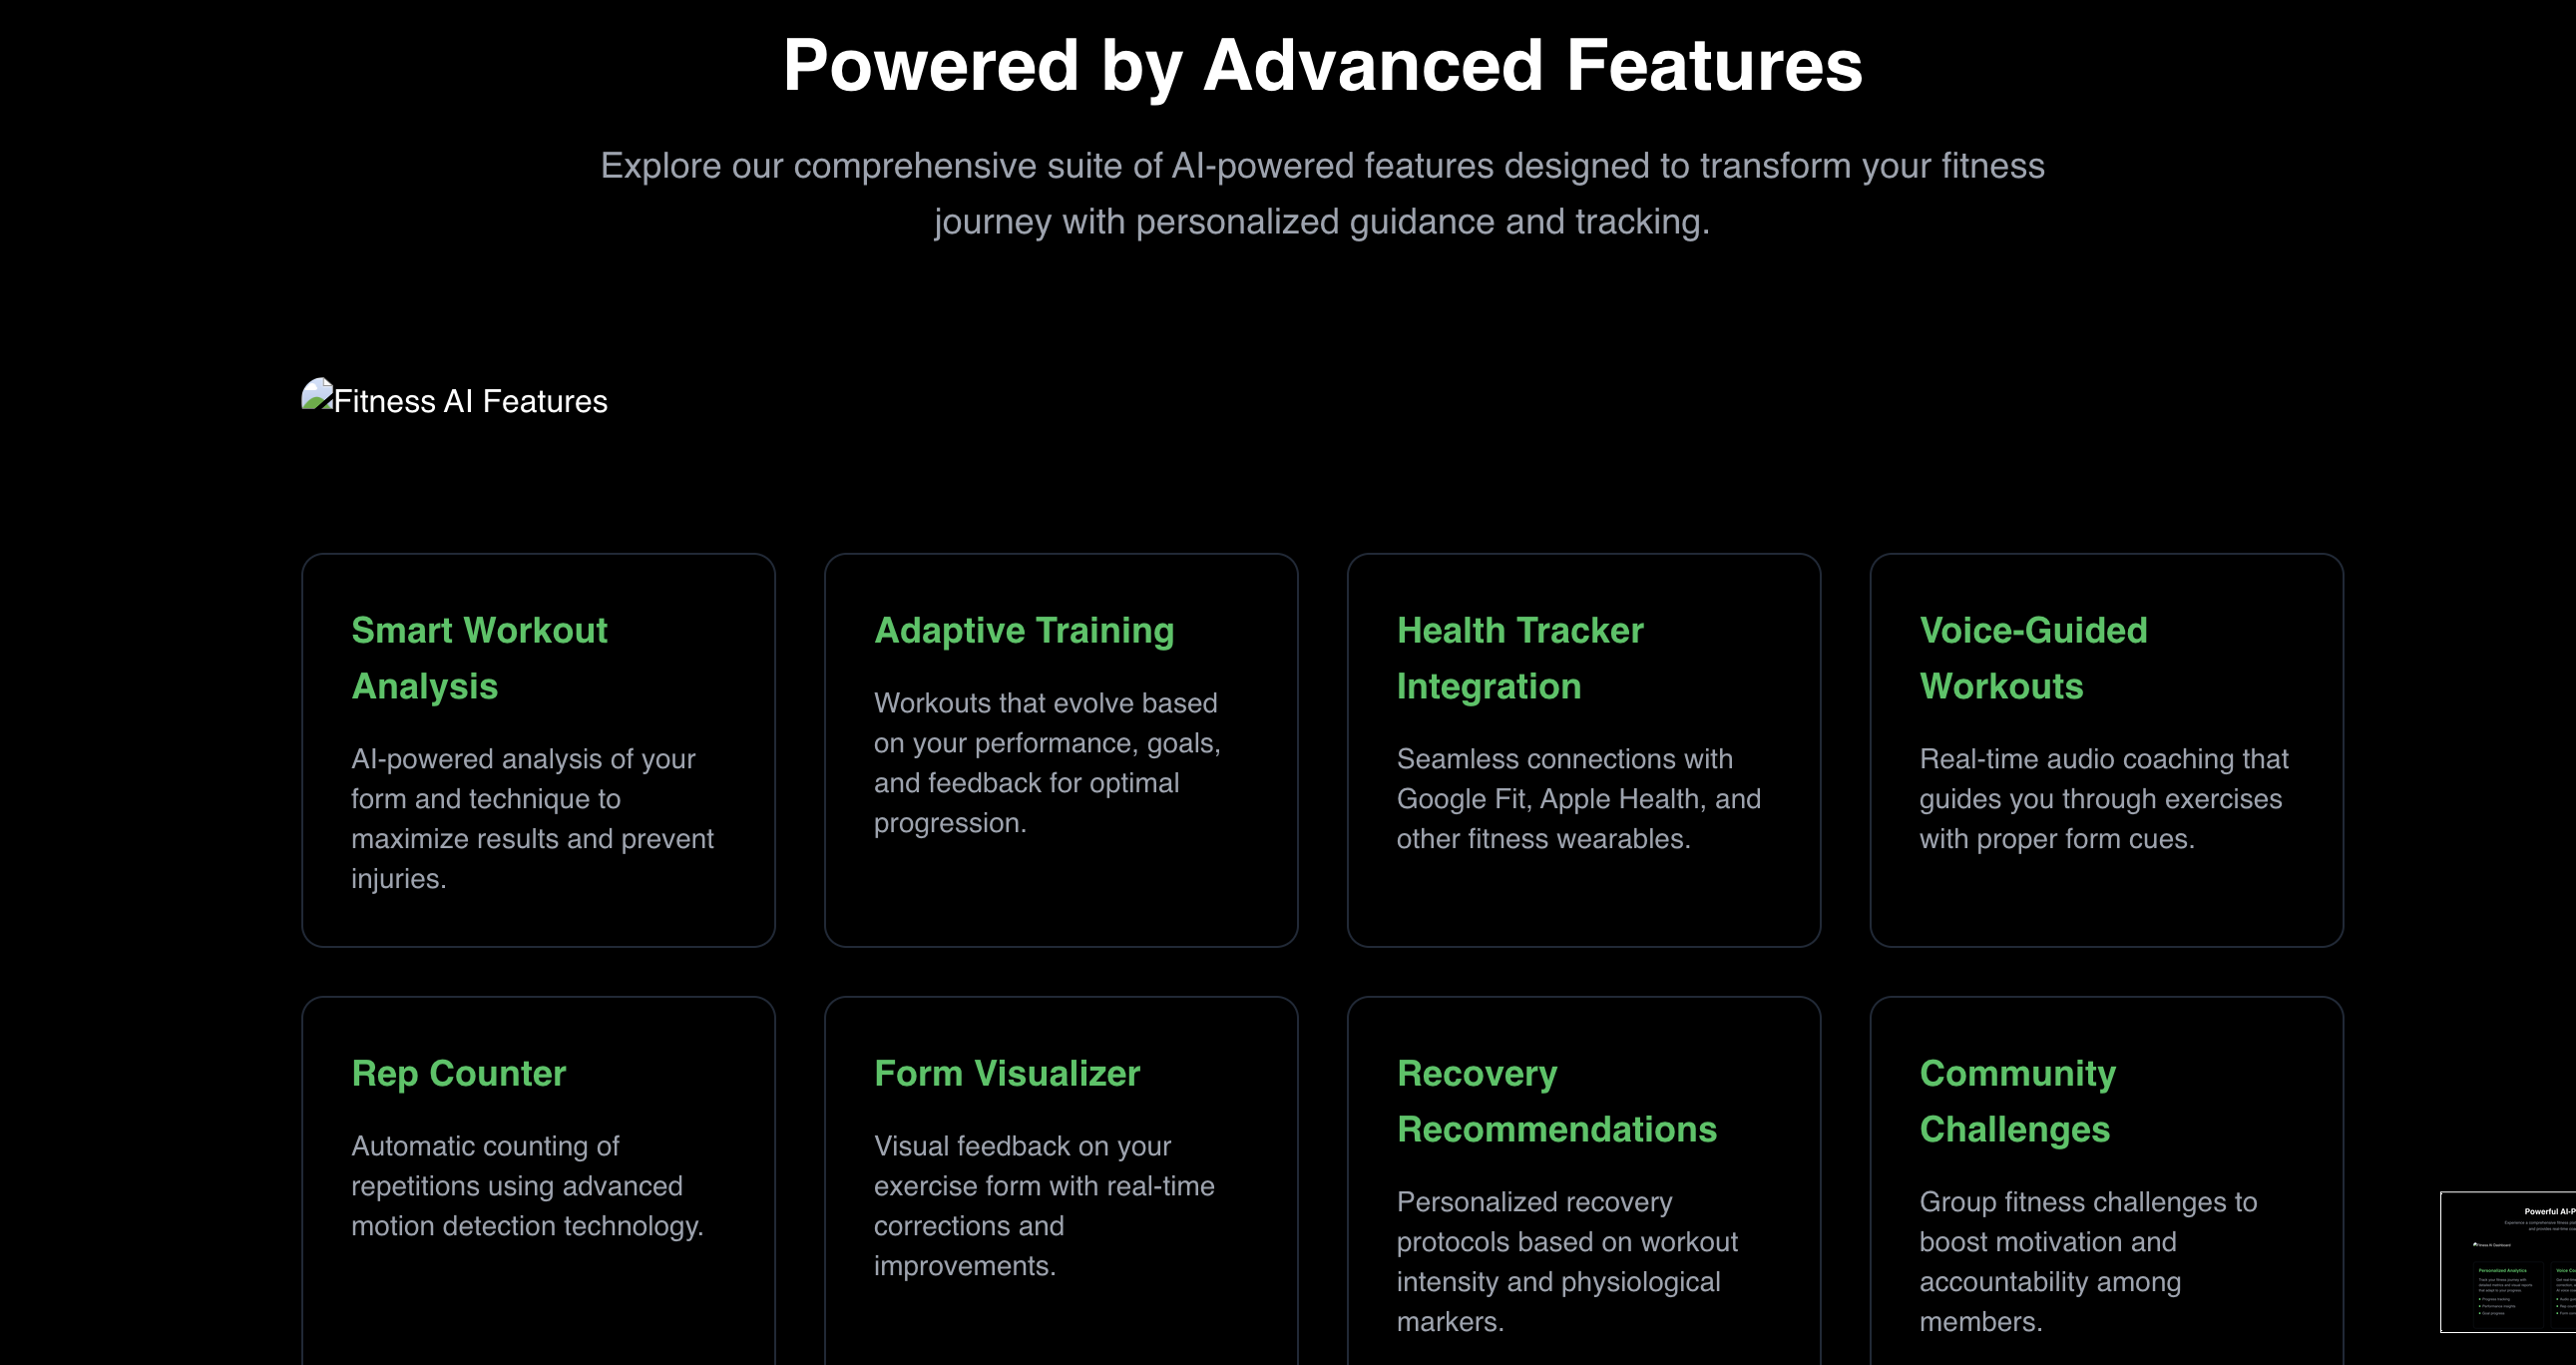 Powered by Advanced Features
Explore our comprehensive suite of AI-powered features designed to transform your fitness
journey with personalized guidance and tracking.
Fitness AI Features
Smart Workout
Analysis
AI-powered analysis of your
form and technique to
maximize results and prevent
injuries.
Adaptive Training
Workouts that evolve based
on your performance, goals,
and feedback for optimal
progression.
Health Tracker
Integration
Seamless connections with
Google Fit, Apple Health, and
other fitness wearables.
Voice-Guided
Workouts
Real-time audio coaching that
guides you through exercises
with proper form cues.
Rep Counter
Automatic counting of
repetitions using advanced
motion detection technology.
Form Visualizer
Visual feedback on your
exercise form with real-time
corrections and
improvements.
Recovery
Recommendations
Personalized recovery
protocols based on workout
intensity and physiological
markers.
Community
Challenges
Group fitness challenges to
boost motivation and
accountability among
members.
Powerful AI-P
Fitness AI Dashboard
Personalized Analytics